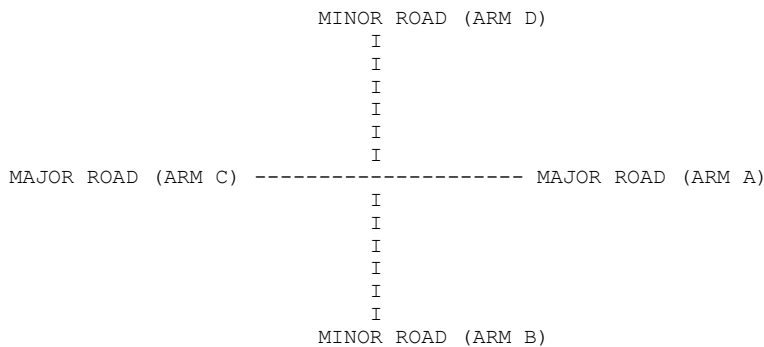 MINOR ROAD (ARM D)
I
I
I
I
I
I
MAJOR ROAD (ARM C) --------------------- MAJOR ROAD (ARM A)
I
I
I
I
I
I
MINOR ROAD (ARM B)